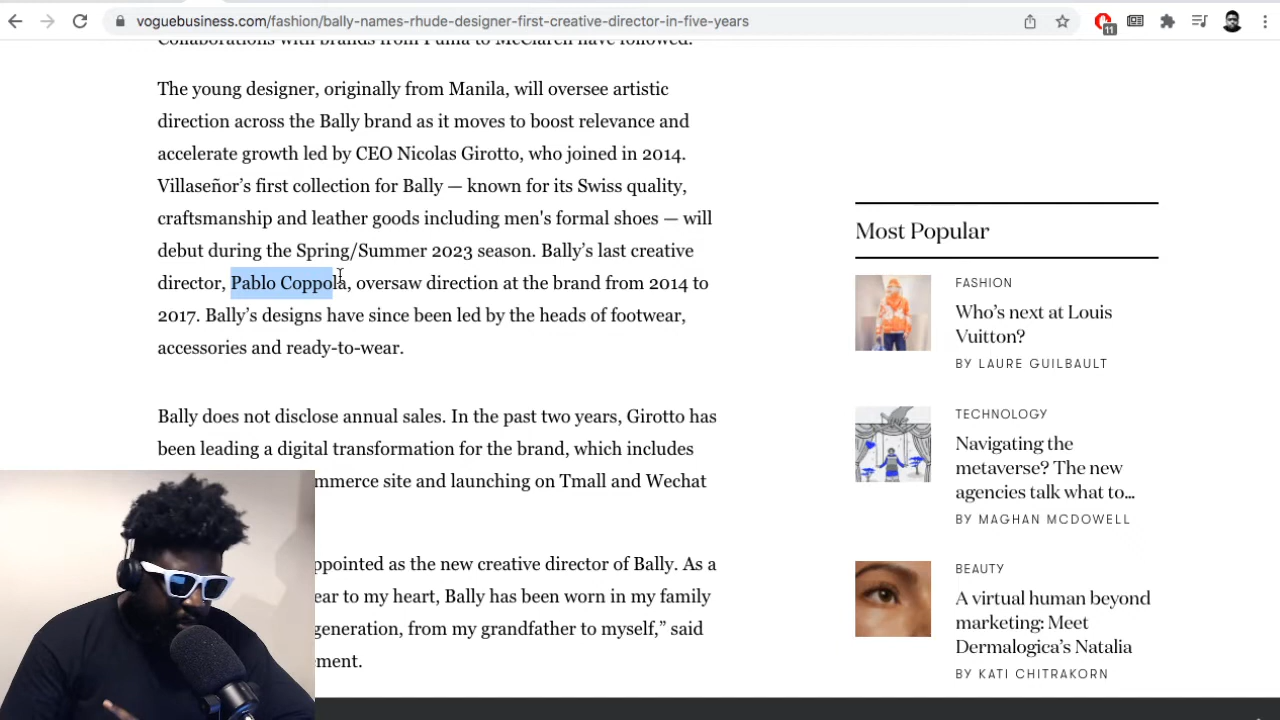 voguebusiness.com/fashion/bally-names-rhude-designer-first-creative-director-in-five-years
11
Collaborations with brands from Puma to McLaren have followed.
The young designer, originally from Manila, will oversee artistic
direction across the Bally brand as it moves to boost relevance and
accelerate growth led by CEO Nicolas Girotto, who joined in 2014.
Villaseñor’s first collection for Bally — known for its Swiss quality,
craftsmanship and leather goods including men's formal shoes — will
debut during the Spring/Summer 2023 season. Bally’s last creative
director, Pablo Coppola, oversaw direction at the brand from 2014 to
2017. Bally’s designs have since been led by the heads of footwear,
accessories and ready-to-wear.
Bally does not disclose annual sales. In the past two years, Girotto has
been leading a digital transformation for the brand, which includes
mmerce site and launching on Tmall and Wechat
ppointed as the new creative director of Bally. As a
ear to my heart, Bally has been worn in my family
generation, from my grandfather to myself,” said
ment.
Most Popular
FASHION
Who’s next at Louis
Vuitton?
BY LAURE GUILBAULT
TECHNOLOGY
Navigating the
metaverse? The new
agencies talk what to...
BY MAGHAN MCDOWELL
BEAUTY
A virtual human beyond
marketing: Meet
Dermalogica’s Natalia
BY KATI CHITRAKORN